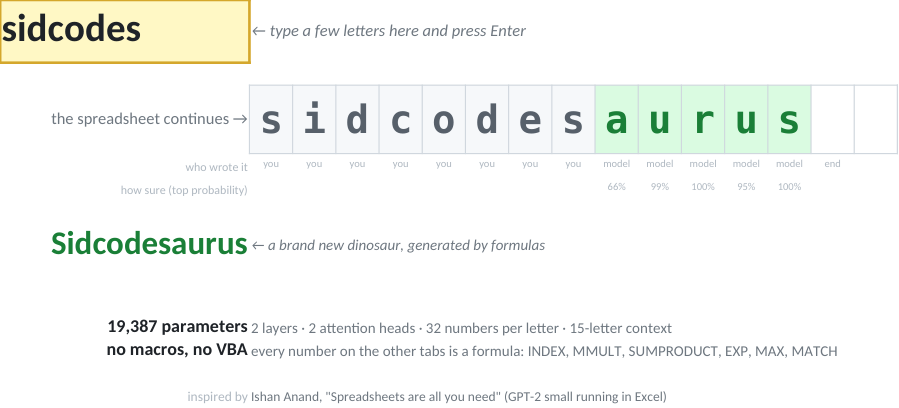 sidcodes ← type a few letters here and press Enter
the spreadsheet continues → s i d c o d e s a u r u s
who wrote it you you you you you you you you model model model model model end
how sure (top probability) 66% 99% 100% 95% 100%
Sidcodesaurus ← a brand new dinosaur, generated by formulas
19,387 parameters 2 layers · 2 attention heads · 32 numbers per letter · 15-letter context
no macros, no VBA every number on the other tabs is a formula: INDEX, MMULT, SUMPRODUCT, EXP, MAX, MATCH
inspired by Ishan Anand, "Spreadsheets are all you need" (GPT-2 small running in Excel)